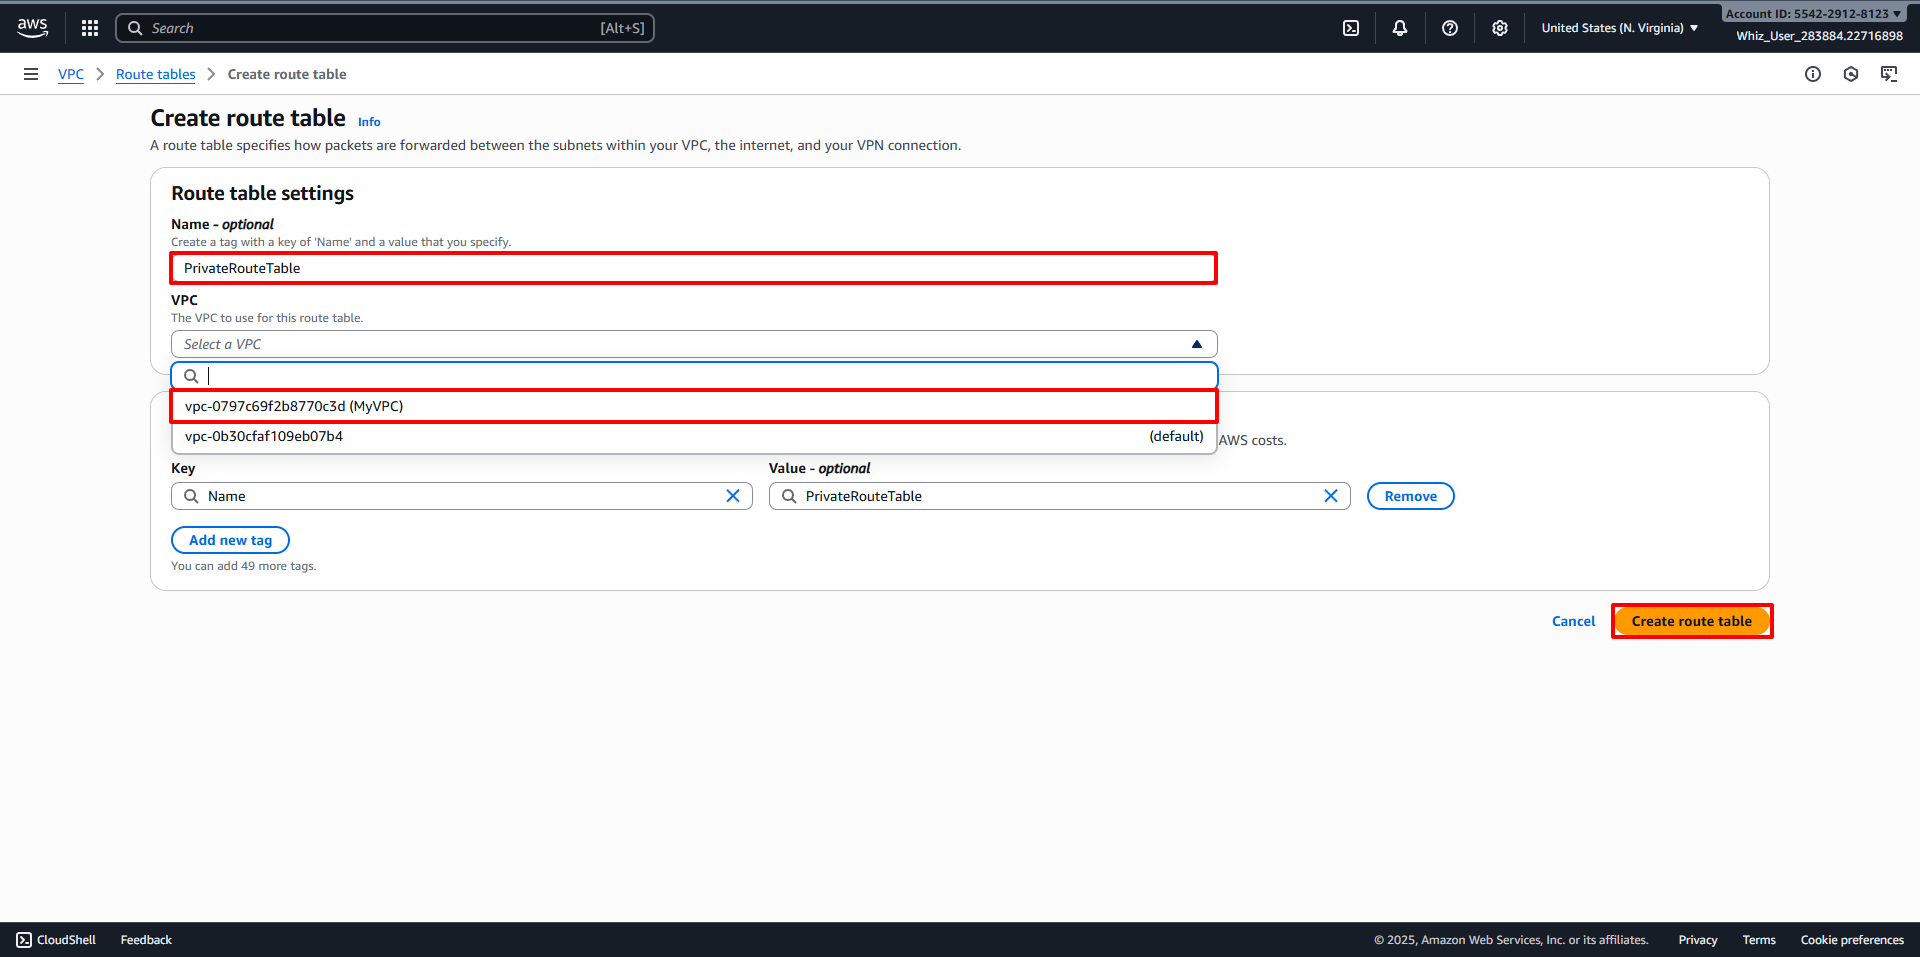 aws
Search [Alt+S]
United States (N. Virginia)
Account ID: 5542-2912-8123
Whiz_User_283884.22716898
VPC > Route tables > Create route table
Create route table Info
A route table specifies how packets are forwarded between the subnets within your VPC, the internet, and your VPN connection.
Route table settings
Name - optional
Create a tag with a key of 'Name' and a value that you specify.
PrivateRouteTable
VPC
The VPC to use for this route table.
Select a VPC
vpc-0797c69f2b8770c3d (MyVPC)
vpc-0b30cfaf109eb07b4 (default)
AWS costs.
Key Value - optional
Name PrivateRouteTable Remove
Add new tag
You can add 49 more tags.
Cancel Create route table
CloudShell Feedback © 2025, Amazon Web Services, Inc. or its affiliates. Privacy Terms Cookie preferences